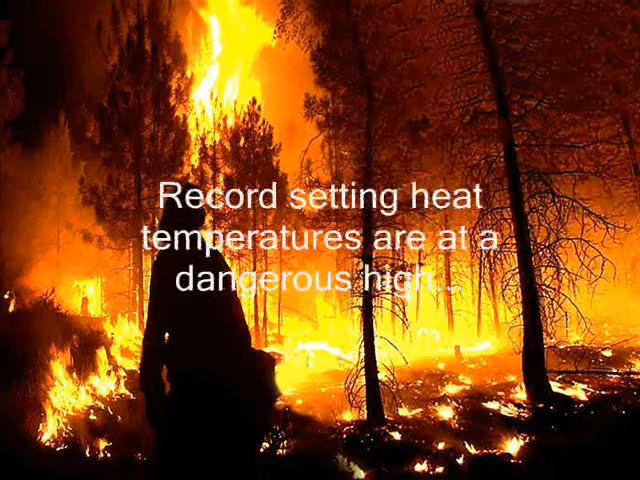 Record setting heat
temperatures are at a
dangerous high...